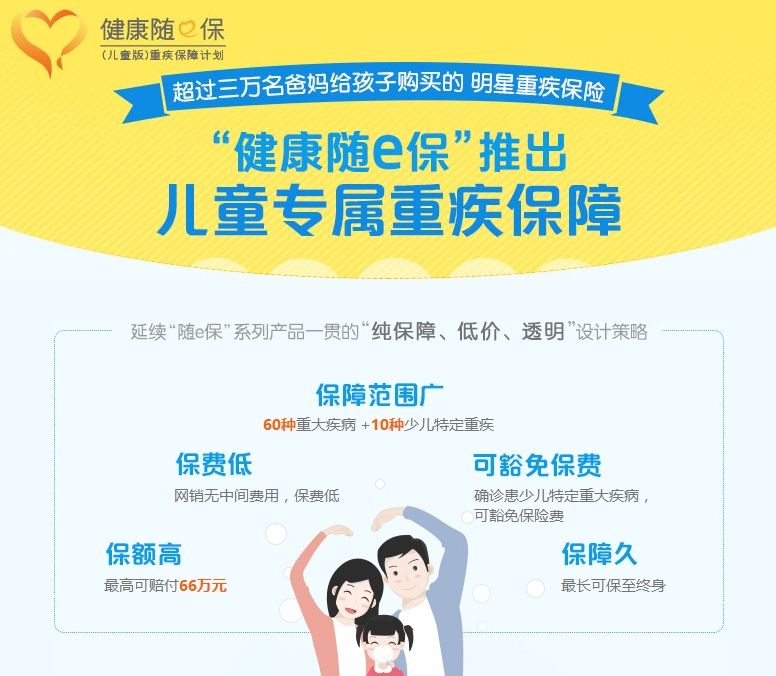 健康随e保
(儿童版)重疾保障计划
超过三万名爸妈给孩子购买的 明星重疾保险
“健康随e保”推出
儿童专属重疾保障
延续“随e保”系列产品一贯的“纯保障、低价、透明”设计策略
保障范围广
60种重大疾病 +10种少儿特定重疾
保费低
网销无中间费用，保费低
可豁免保费
确诊患少儿特定重大疾病，
可豁免保险费
保额高
最高可赔付66万元
保障久
最长可保至终身